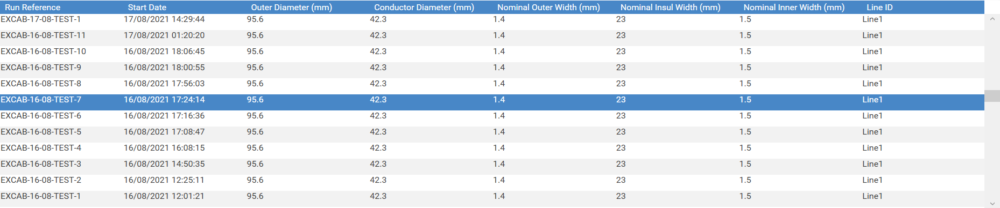 Run Reference Start Date Outer Diameter (mm) Conductor Diameter (mm) Nominal Outer Width (mm) Nominal Insul Width (mm) Nominal Inner Width (mm) Line ID
EXCAB-17-08-TEST-1 17/08/2021 14:29:44 95.6 42.3 1.4 23 1.5 Line1
EXCAB-16-08-TEST-11 17/08/2021 01:20:20 95.6 42.3 1.4 23 1.5 Line1
EXCAB-16-08-TEST-10 16/08/2021 18:06:45 95.6 42.3 1.4 23 1.5 Line1
EXCAB-16-08-TEST-9 16/08/2021 18:00:55 95.6 42.3 1.4 23 1.5 Line1
EXCAB-16-08-TEST-8 16/08/2021 17:56:03 95.6 42.3 1.4 23 1.5 Line1
EXCAB-16-08-TEST-7 16/08/2021 17:24:14 95.6 42.3 1.4 23 1.5 Line1
EXCAB-16-08-TEST-6 16/08/2021 17:16:36 95.6 42.3 1.4 23 1.5 Line1
EXCAB-16-08-TEST-5 16/08/2021 17:08:47 95.6 42.3 1.4 23 1.5 Line1
EXCAB-16-08-TEST-4 16/08/2021 16:08:15 95.6 42.3 1.4 23 1.5 Line1
EXCAB-16-08-TEST-3 16/08/2021 14:50:35 95.6 42.3 1.4 23 1.5 Line1
EXCAB-16-08-TEST-2 16/08/2021 12:25:11 95.6 42.3 1.4 23 1.5 Line1
EXCAB-16-08-TEST-1 16/08/2021 12:01:21 95.6 42.3 1.4 23 1.5 Line1